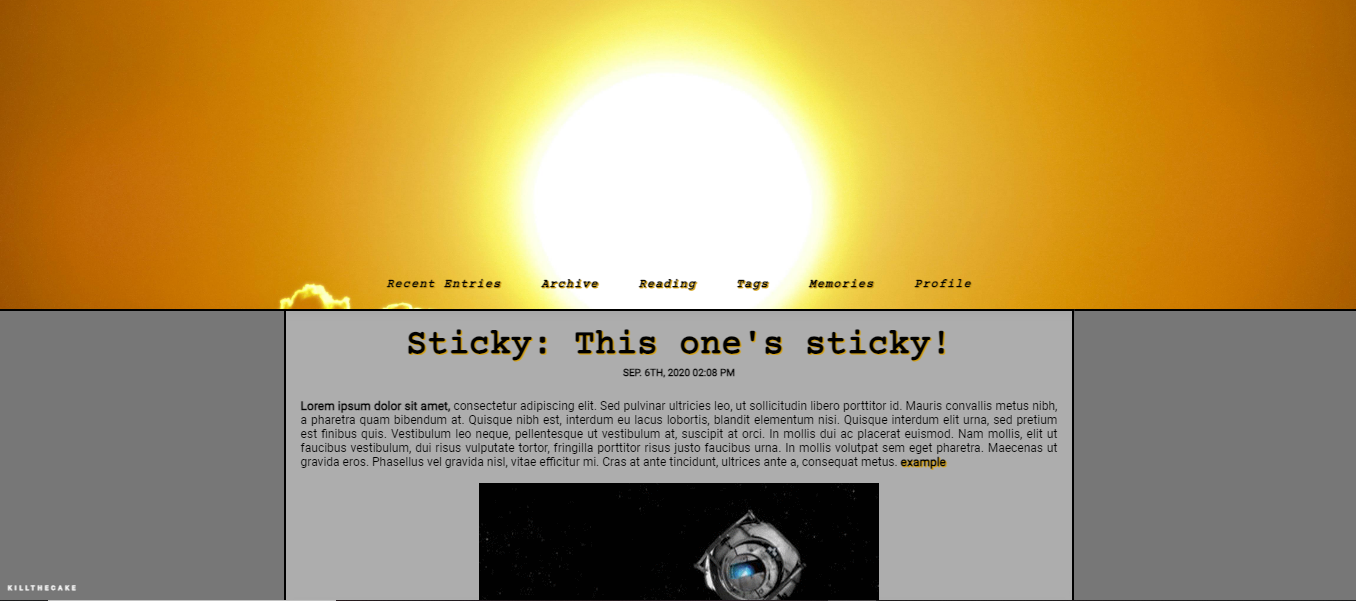 Recent Entries Archive Reading Tags Memories Profile
Sticky: This one's sticky!
SEP. 6TH, 2020 02:08 PM
Lorem ipsum dolor sit amet, consectetur adipiscing elit. Sed pulvinar ultricies leo, ut sollicitudin libero porttitor id. Mauris convallis metus nibh,
a pharetra quam bibendum at. Quisque nibh est, interdum eu lacus lobortis, blandit elementum nisi. Quisque interdum elit urna, sed pretium
est finibus quis. Vestibulum leo neque, pellentesque ut vestibulum at, suscipit at orci. In mollis dui ac placerat euismod. Nam mollis, elit ut
faucibus vestibulum, dui risus vulputate tortor, fringilla porttitor risus justo faucibus urna. In mollis volutpat sem eget pharetra. Maecenas ut
gravida eros. Phasellus vel gravida nisl, vitae efficitur mi. Cras at ante tincidunt, ultrices ante a, consequat metus. example
KILLTHECAKE